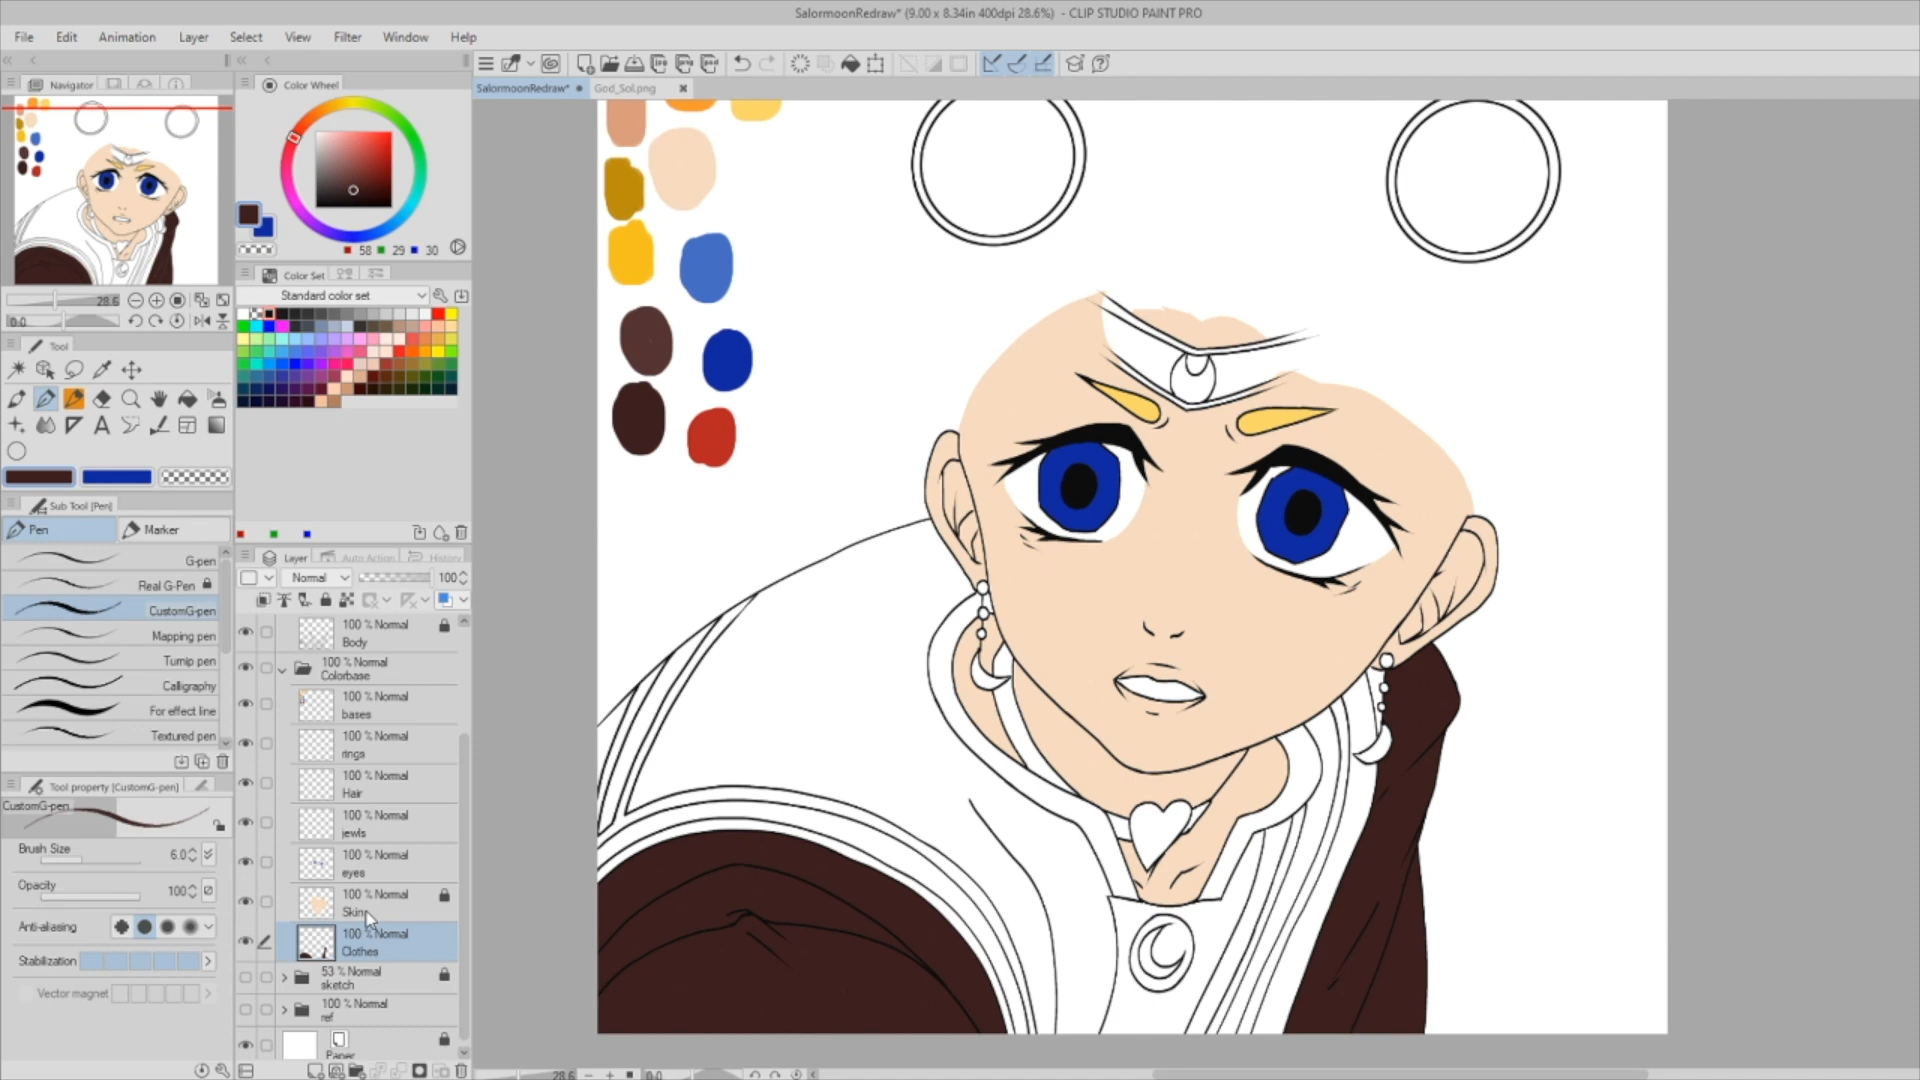 SalormoonRedraw* (9.00 x 8.34in 400dpi 28.6%) - CLIP STUDIO PAINT PRO
File Edit Animation Layer Select View Filter Window Help
Navigator
Color Wheel
SalormoonRedraw* God_Sol.png
58 29 30
Color Set
Standard color set
28.6
0.0
Tool
Sub Tool [Pen]
Pen Marker
G-pen
Real G-Pen
CustomG-pen
Mapping pen
Turnip pen
Calligraphy
For effect line
Textured pen
Tool property [CustomG-pen]
CustomG-pen
Brush Size 6.0
Opacity 100
Anti-aliasing
Stabilization
Vector magnet
Layer Auto Action History
Normal 100
100 % Normal
Body
100 % Normal
Colorbase
100 % Normal
bases
100 % Normal
rings
100 % Normal
Hair
100 % Normal
jewls
100 % Normal
eyes
100 % Normal
Skin
100 % Normal
Clothes
53 % Normal
sketch
100 % Normal
ref
Paper
28.6 0.0